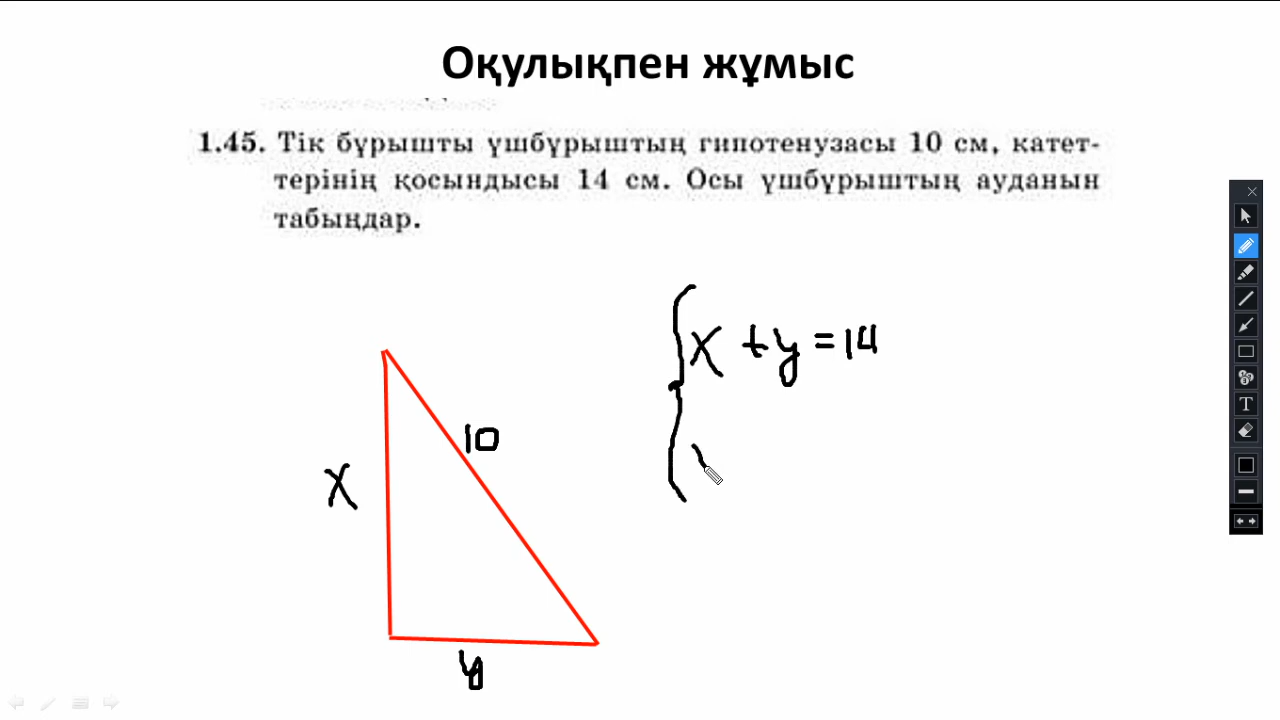 Оқулықпен жұмыс
1.45. Тік бұрышты үшбұрыштың гипотенузасы 10 см, катет-
терінің қосындысы 14 см. Осы үшбұрыштың ауданын
табыңдар.
x + y = 14
10
x
y
T